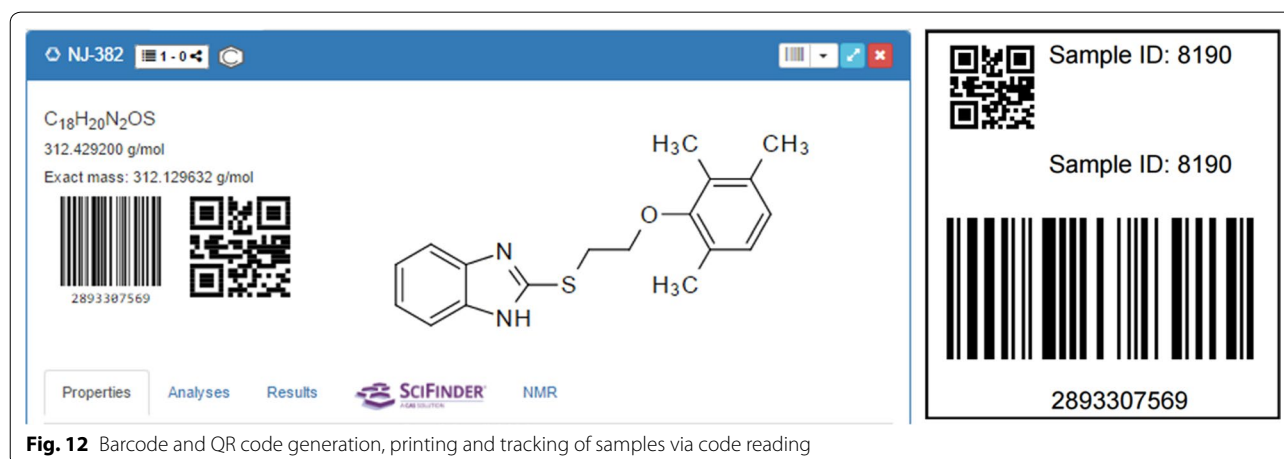 NJ-382 1 - 0
C18H20N2OS
312.429200 g/mol
Exact mass: 312.129632 g/mol
2893307569
H3C
CH3
O
N
S
H3C
NH
Properties Analyses Results SCIFINDER® NMR
A CAS SOLUTION
Sample ID: 8190
Sample ID: 8190
2893307569
Fig. 12 Barcode and QR code generation, printing and tracking of samples via code reading